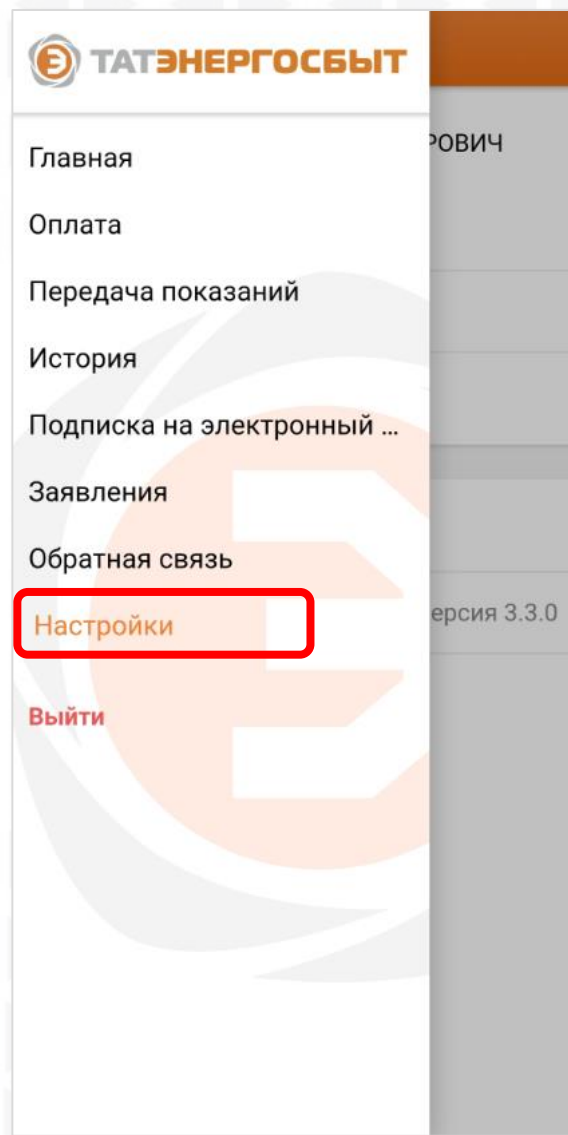 ТАТЭНЕРГОСБЫТ
РОВИЧ
Главная
Оплата
Передача показаний
История
Подписка на электронный ...
Заявления
Обратная связь
Настройки
ерсия 3.3.0
Выйти